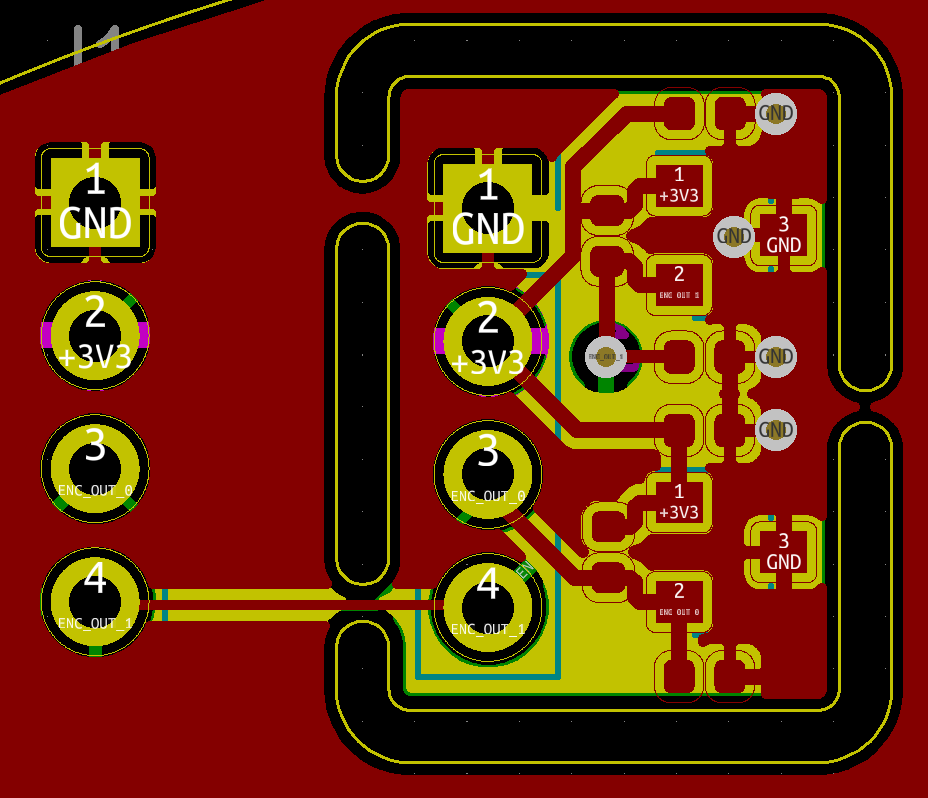 1
GND
2
+3V3
3
ENC_OUT_0
4
ENC_OUT_1
1
GND
2
+3V3
3
ENC_OUT_0
4
ENC_OUT_1
GND
1
+3V3
GND
3
GND
2
ENC_OUT_1
ENC_OUT_1
GND
GND
1
+3V3
3
GND
2
ENC_OUT_0
EN